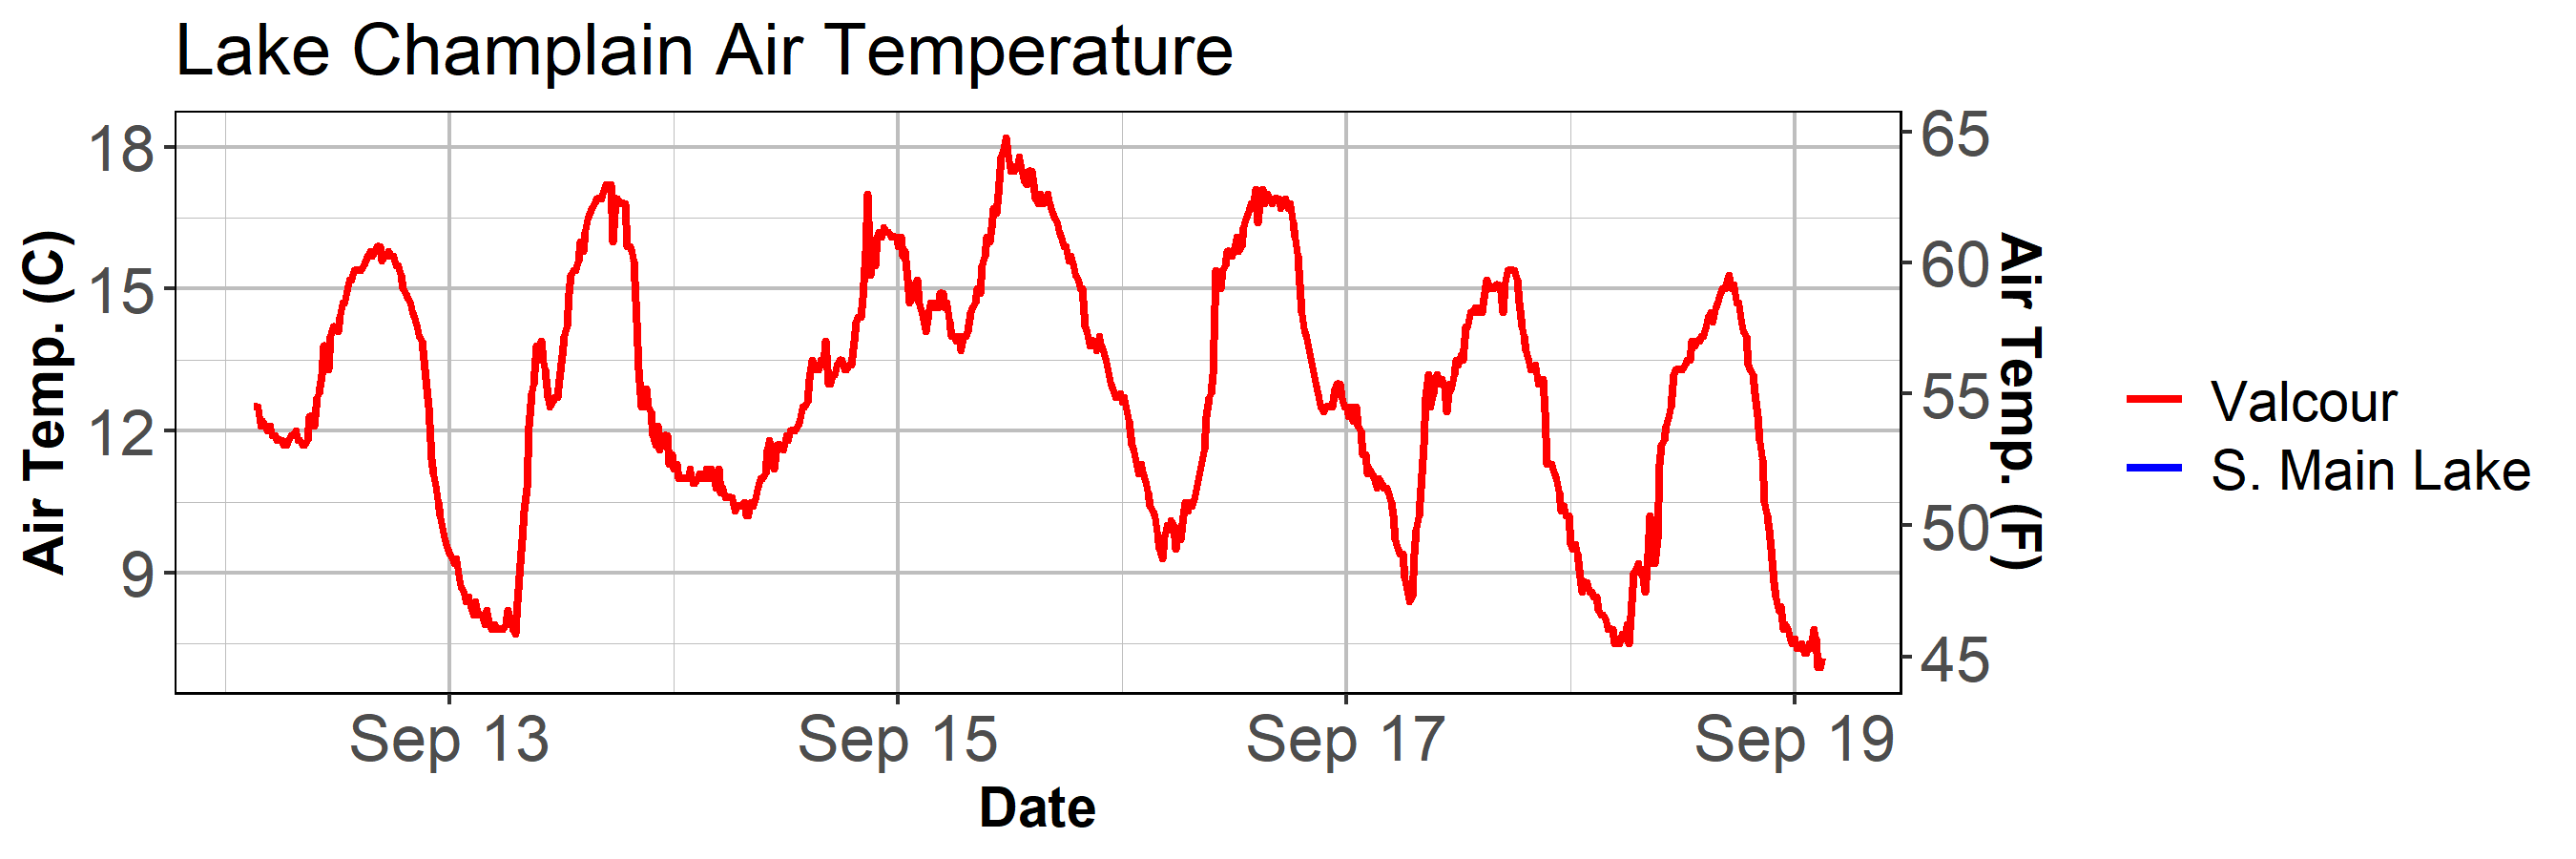 Lake Champlain Air Temperature
18
15
12
9
Air Temp. (C)
65
60
55
50
45
Air Temp. (F)
Sep 13
Sep 15
Sep 17
Sep 19
Date
Valcour
S. Main Lake